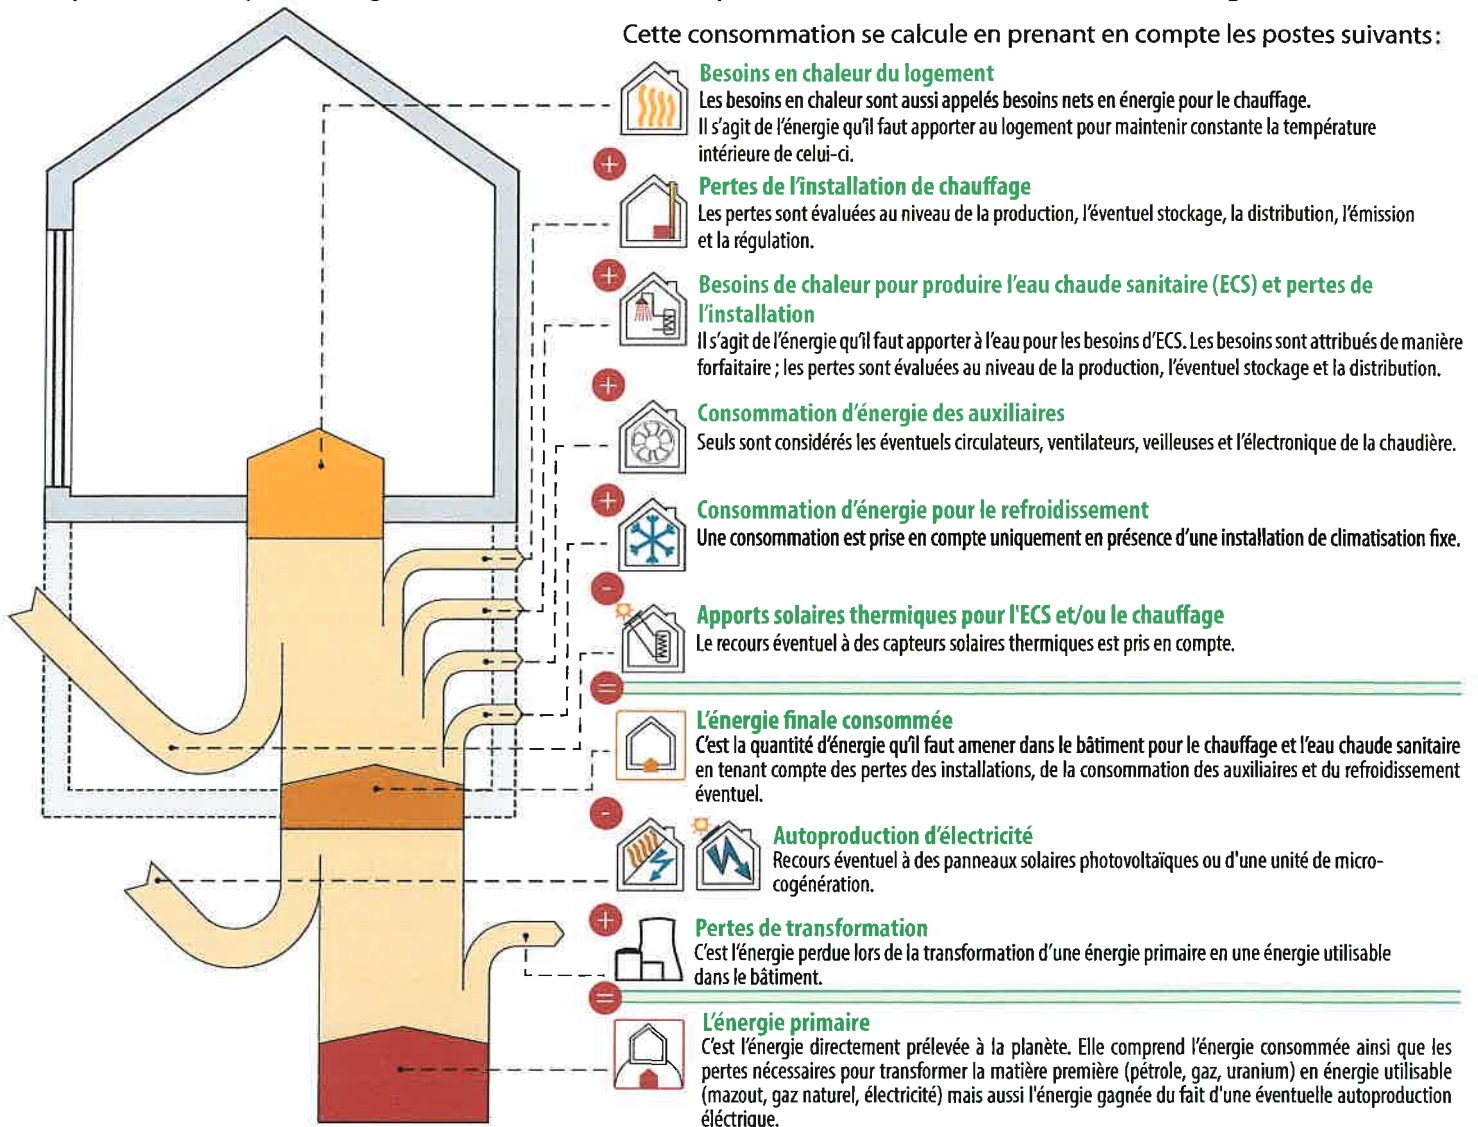 Cette consommation se calcule en prenant en compte les postes suivants :
Besoins en chaleur du logement
Les besoins en chaleur sont aussi appelés besoins nets en énergie pour le chauffage.
Il s'agit de l'énergie qu'il faut apporter au logement pour maintenir constante la température
intérieure de celui-ci.
+
Pertes de l'installation de chauffage
Les pertes sont évaluées au niveau de la production, l'éventuel stockage, la distribution, l'émission
et la régulation.
+
Besoins de chaleur pour produire l'eau chaude sanitaire (ECS) et pertes de
l'installation
Il s'agit de l'énergie qu'il faut apporter à l'eau pour les besoins d'ECS. Les besoins sont attribués de manière
forfaitaire ; les pertes sont évaluées au niveau de la production, l'éventuel stockage et la distribution.
+
Consommation d'énergie des auxiliaires
Seuls sont considérés les éventuels circulateurs, ventilateurs, veilleuses et l'électronique de la chaudière.
+
Consommation d'énergie pour le refroidissement
Une consommation est prise en compte uniquement en présence d'une installation de climatisation fixe.
-
Apports solaires thermiques pour l'ECS et/ou le chauffage
Le recours éventuel à des capteurs solaires thermiques est pris en compte.
=
L'énergie finale consommée
C'est la quantité d'énergie qu'il faut amener dans le bâtiment pour le chauffage et l'eau chaude sanitaire
en tenant compte des pertes des installations, de la consommation des auxiliaires et du refroidissement
éventuel.
-
Autoproduction d'électricité
Recours éventuel à des panneaux solaires photovoltaïques ou d'une unité de micro-
cogénération.
+
Pertes de transformation
C'est l'énergie perdue lors de la transformation d'une énergie primaire en une énergie utilisable
dans le bâtiment.
=
L'énergie primaire
C'est l'énergie directement prélevée à la planète. Elle comprend l'énergie consommée ainsi que les
pertes nécessaires pour transformer la matière première (pétrole, gaz, uranium) en énergie utilisable
(mazout, gaz naturel, électricité) mais aussi l'énergie gagnée du fait d'une éventuelle autoproduction
éléctrique.